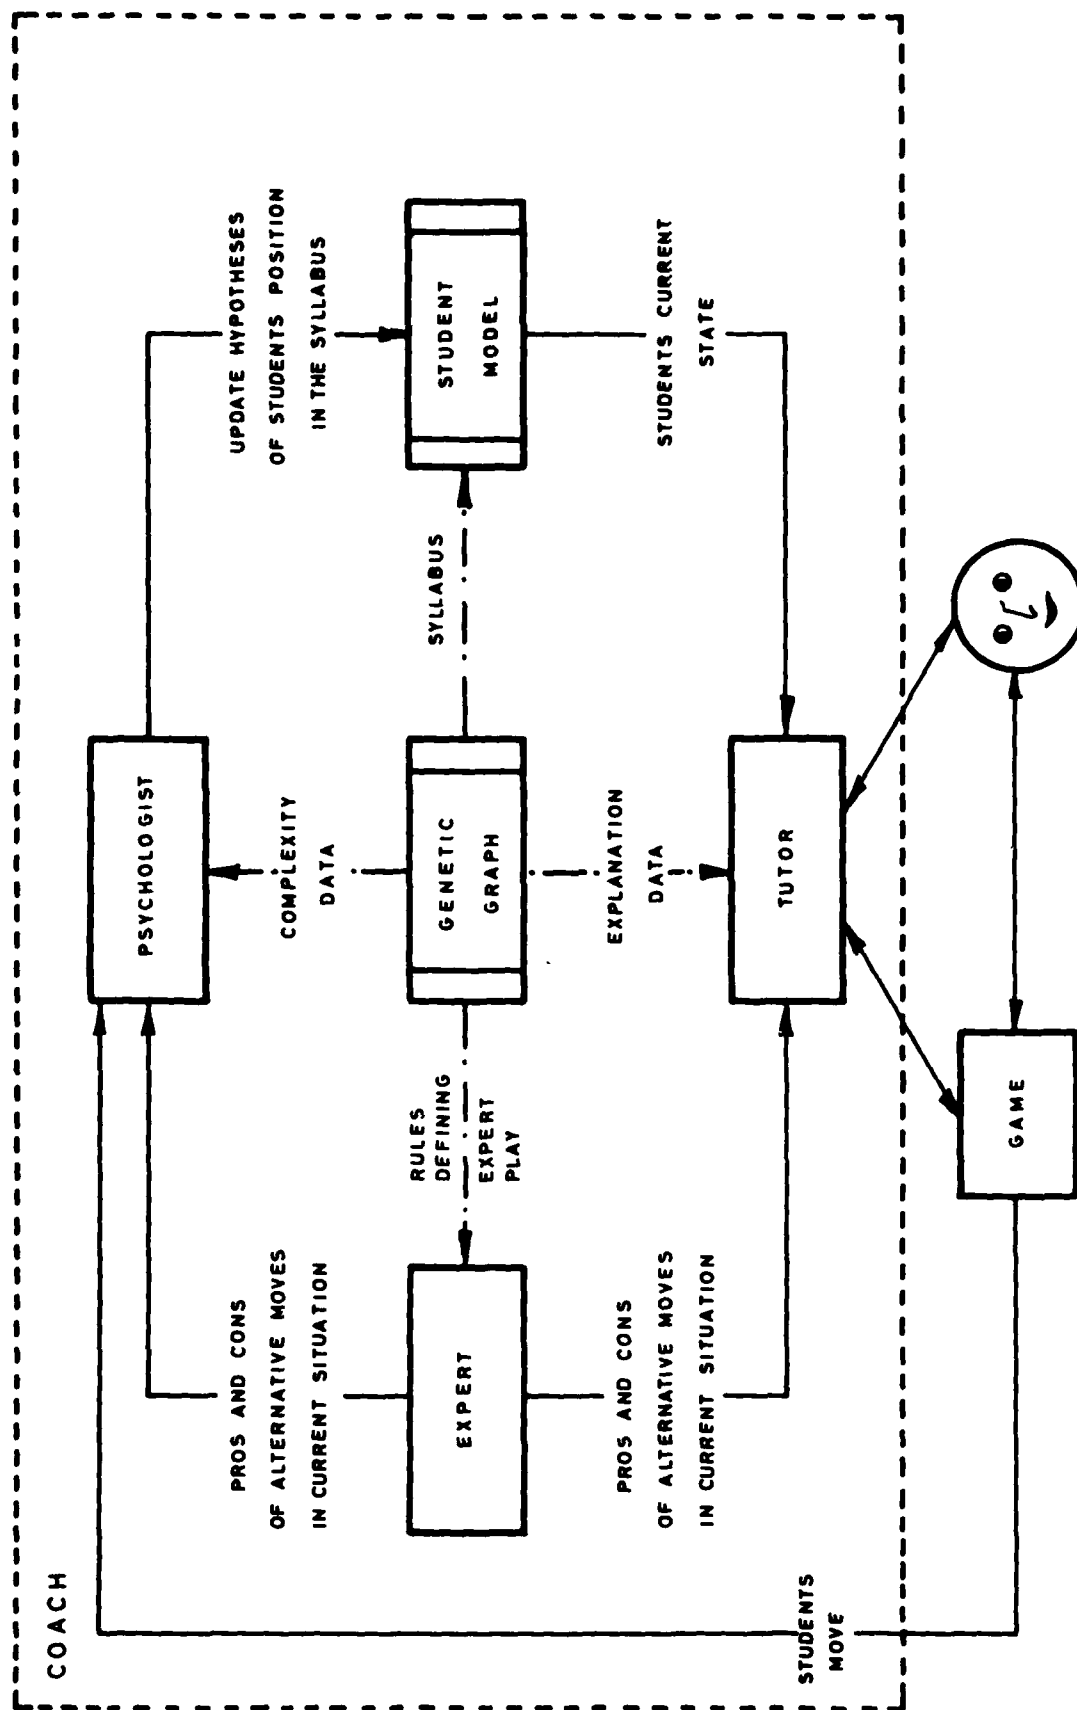 COACH
PSYCHOLOGIST
PROS AND CONS
OF ALTERNATIVE MOVES
IN CURRENT SITUATION
COMPLEXITY
DATA
UPDATE HYPOTHESES
OF STUDENTS POSITION
IN THE SYLLABUS
EXPERT
RULES
DEFINING
EXPERT
PLAY
GENETIC
GRAPH
SYLLABUS
STUDENT
MODEL
PROS AND CONS
OF ALTERNATIVE MOVES
IN CURRENT SITUATION
EXPLANATION
DATA
STUDENTS CURRENT
STATE
TUTOR
STUDENTS
MOVE
GAME